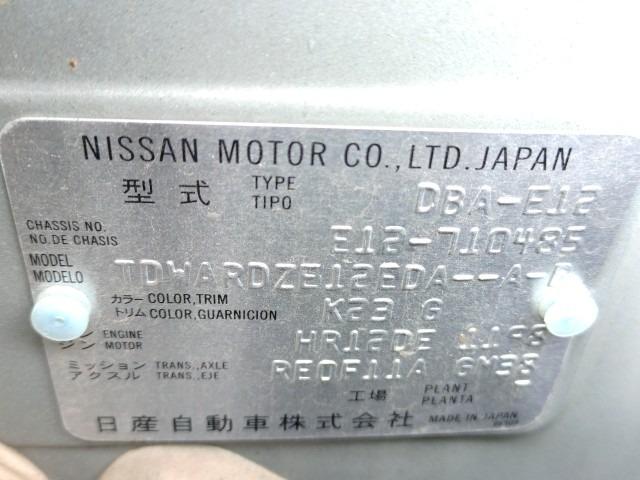 NISSAN MOTOR CO.,LTD.JAPAN
型式 TYPE TIPO DBA-E12
CHASSIS NO. NO.DE CHASIS E12-710485
MODEL MODELO TDWARDZE12EDA--A-
カラー COLOR,TRIM K23 G
トリム COLOR,GUARNICION
ENGINE MOTOR HR12DE 1198
ミッション TRANS.,AXLE RE0F11A GM38
アクスル TRANS.,EJE
工場 PLANT PLANTA
日産自動車株式会社 MADE IN JAPAN